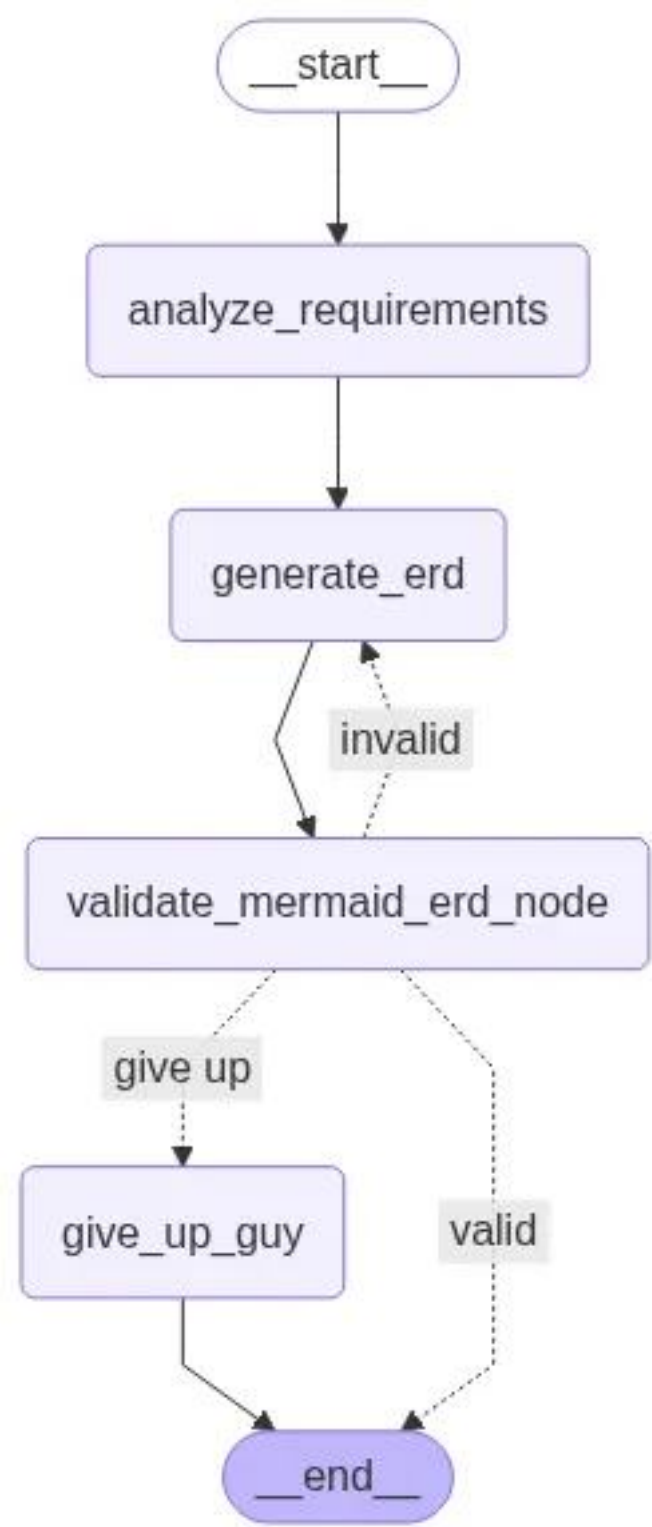 __start__
analyze_requirements
generate_erd
invalid
validate_mermaid_erd_node
give up
give_up_guy
valid
__end__